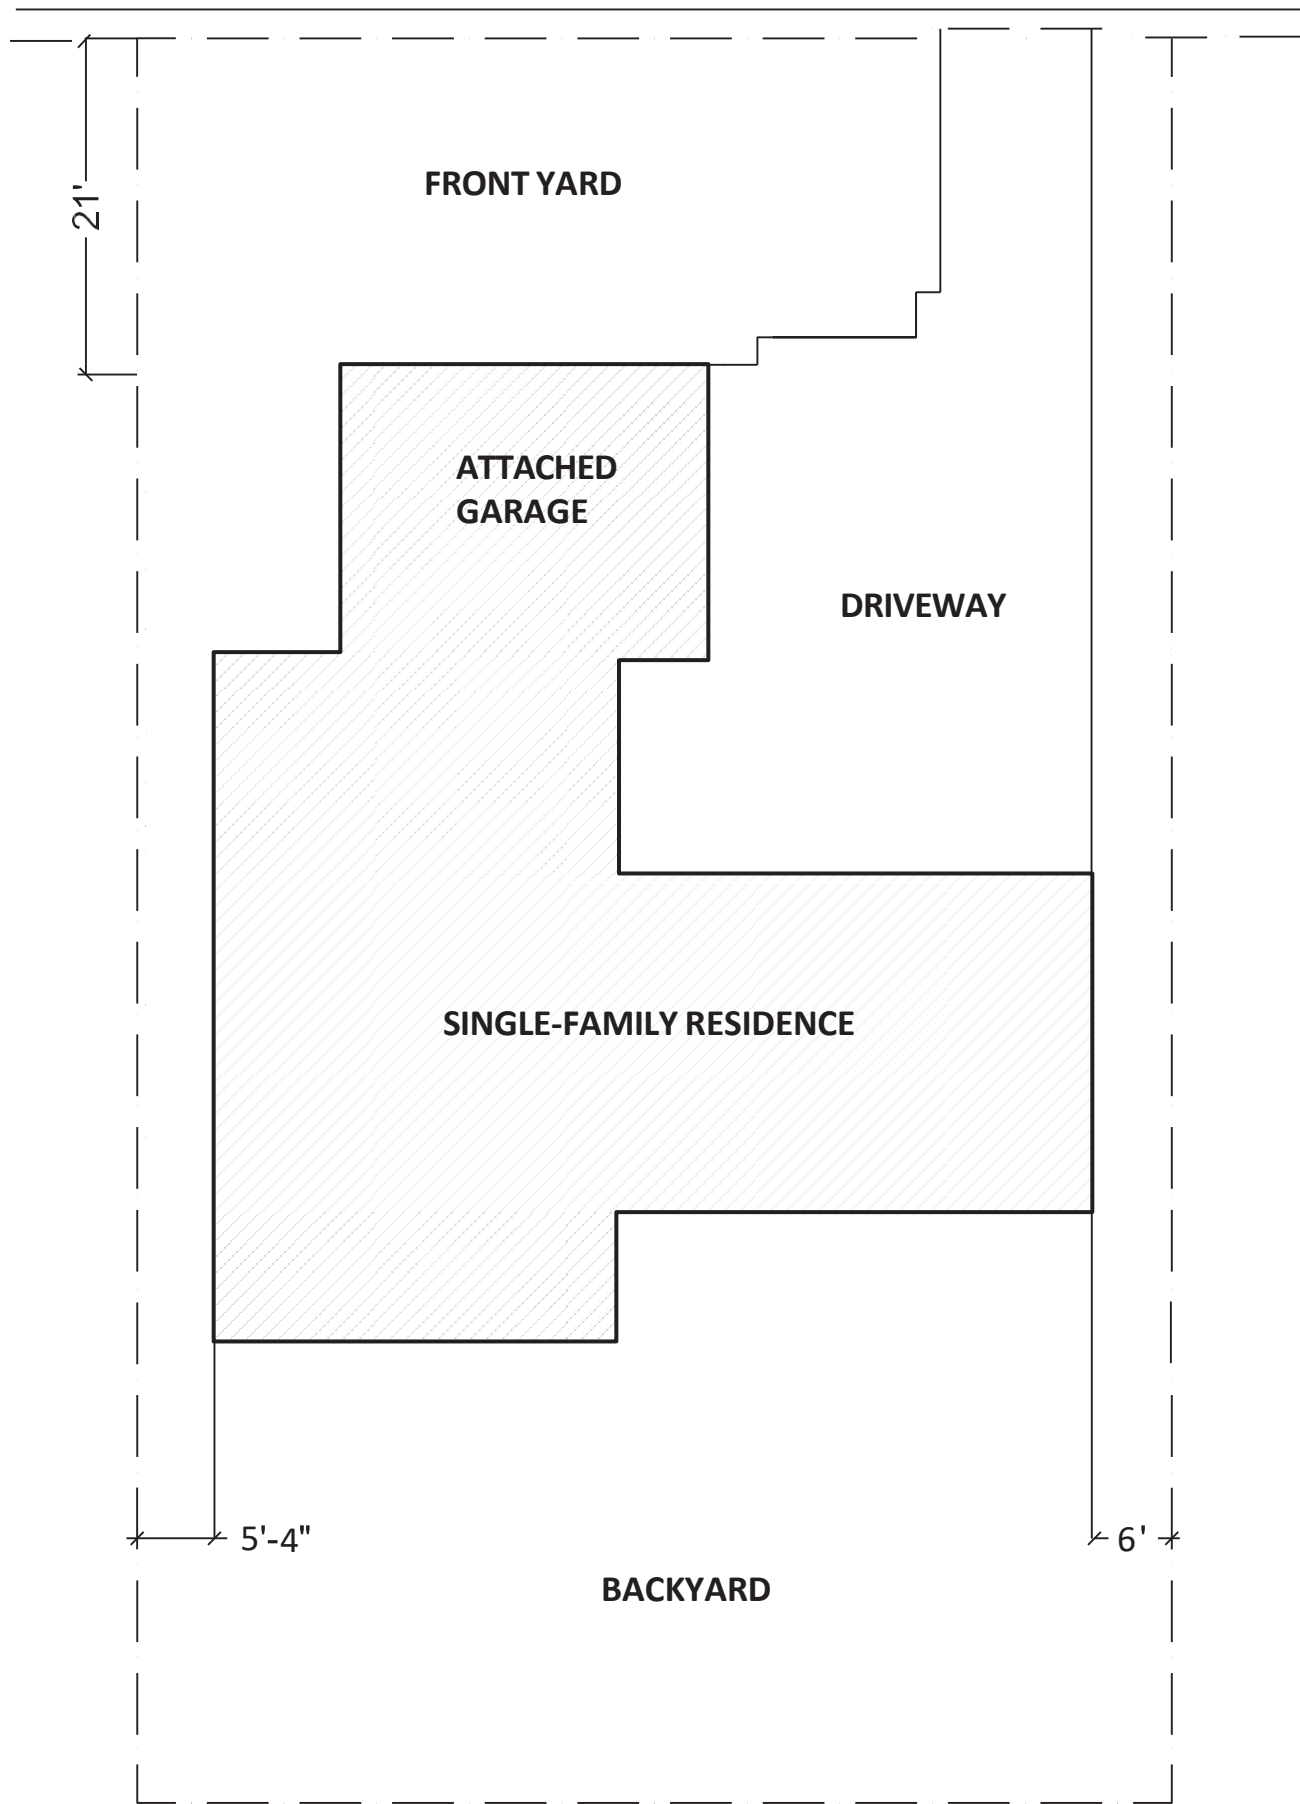 FRONT YARD
21'
ATTACHED
GARAGE
DRIVEWAY
SINGLE-FAMILY RESIDENCE
5'-4"
6'
BACKYARD